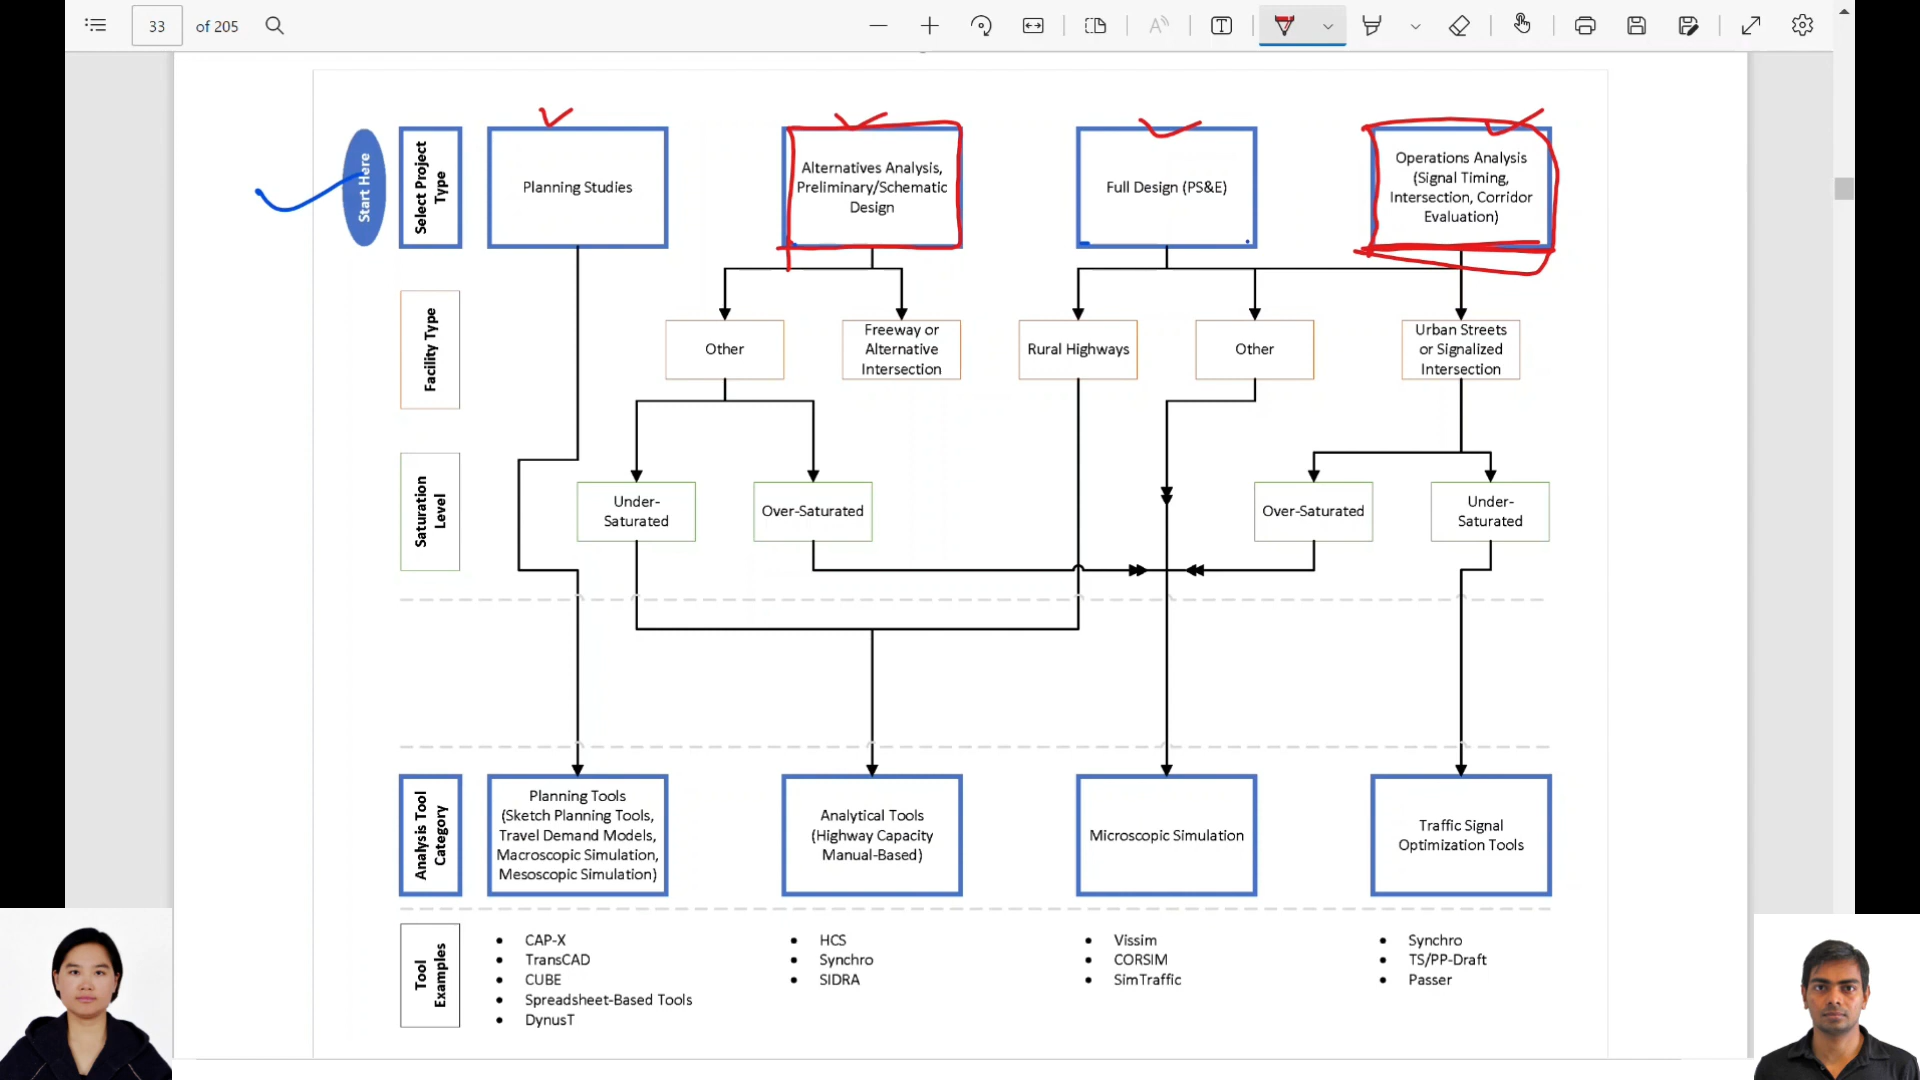 33
of 205
Start Here
Select Project
Type
Planning Studies
Alternatives Analysis,
Preliminary/Schematic
Design
Full Design (PS&E)
Operations Analysis
(Signal Timing,
Intersection, Corridor
Evaluation)
Facility Type
Other
Freeway or
Alternative
Intersection
Rural Highways
Other
Urban Streets
or Signalized
Intersection
Saturation
Level
Under-
Saturated
Over-Saturated
Over-Saturated
Under-
Saturated
Analysis Tool
Category
Planning Tools
(Sketch Planning Tools,
Travel Demand Models,
Macroscopic Simulation,
Mesoscopic Simulation)
Analytical Tools
(Highway Capacity
Manual-Based)
Microscopic Simulation
Traffic Signal
Optimization Tools
Tool
Examples
• CAP-X
• TransCAD
• CUBE
• Spreadsheet-Based Tools
• DynusT
• HCS
• Synchro
• SIDRA
• Vissim
• CORSIM
• SimTraffic
• Synchro
• TS/PP-Draft
• Passer